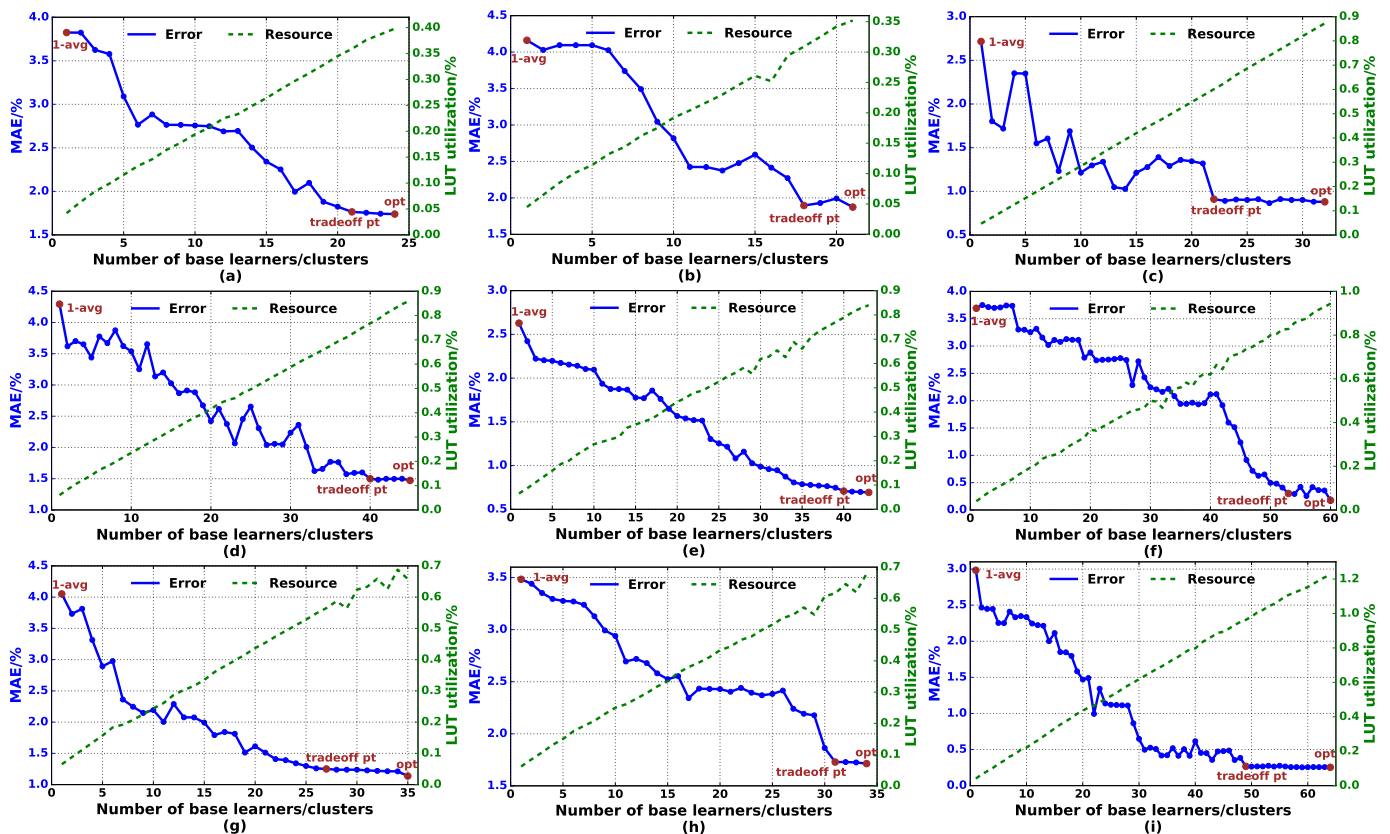 4.0
3.5
3.0
2.5
2.0
1.5
MAE/%
Error
Resource
1-avg
tradeoff pt
opt
0.40
0.35
0.30
0.25
0.20
0.15
0.10
0.05
0.00
LUT utilization/%
0 5 10 15 20 25
Number of base learners/clusters
(a)
4.5
4.0
3.5
3.0
2.5
2.0
1.5
MAE/%
Error
Resource
1-avg
tradeoff pt
opt
0.35
0.30
0.25
0.20
0.15
0.10
0.05
0.00
LUT utilization/%
0 5 10 15 20
Number of base learners/clusters
(b)
3.0
2.5
2.0
1.5
1.0
0.5
MAE/%
Error
Resource
1-avg
tradeoff pt
opt
0.9
0.8
0.7
0.6
0.5
0.4
0.3
0.2
0.1
0.0
LUT utilization/%
0 5 10 15 20 25 30
Number of base learners/clusters
(c)
4.5
4.0
3.5
3.0
2.5
2.0
1.5
1.0
MAE/%
Error
Resource
1-avg
tradeoff pt
opt
0.9
0.8
0.7
0.6
0.5
0.4
0.3
0.2
0.1
0.0
LUT utilization/%
0 10 20 30 40
Number of base learners/clusters
(d)
3.0
2.5
2.0
1.5
1.0
0.5
MAE/%
Error
Resource
1-avg
tradeoff pt
opt
0.9
0.8
0.7
0.6
0.5
0.4
0.3
0.2
0.1
0.0
LUT utilization/%
0 5 10 15 20 25 30 35 40
Number of base learners/clusters
(e)
4.0
3.5
3.0
2.5
2.0
1.5
1.0
0.5
0.0
MAE/%
Error
Resource
1-avg
tradeoff pt
opt
1.0
0.8
0.6
0.4
0.2
0.0
LUT utilization/%
0 10 20 30 40 50 60
Number of base learners/clusters
(f)
4.5
4.0
3.5
3.0
2.5
2.0
1.5
1.0
MAE/%
Error
Resource
1-avg
tradeoff pt
opt
0.7
0.6
0.5
0.4
0.3
0.2
0.1
0.0
LUT utilization/%
0 5 10 15 20 25 30 35
Number of base learners/clusters
(g)
3.5
3.0
2.5
2.0
1.5
MAE/%
Error
Resource
1-avg
tradeoff pt
opt
0.7
0.6
0.5
0.4
0.3
0.2
0.1
0.0
LUT utilization/%
0 5 10 15 20 25 30 35
Number of base learners/clusters
(h)
3.0
2.5
2.0
1.5
1.0
0.5
0.0
MAE/%
Error
Resource
1-avg
tradeoff pt
opt
1.2
1.0
0.8
0.6
0.4
0.2
0.0
LUT utilization/%
0 10 20 30 40 50 60
Number of base learners/clusters
(i)